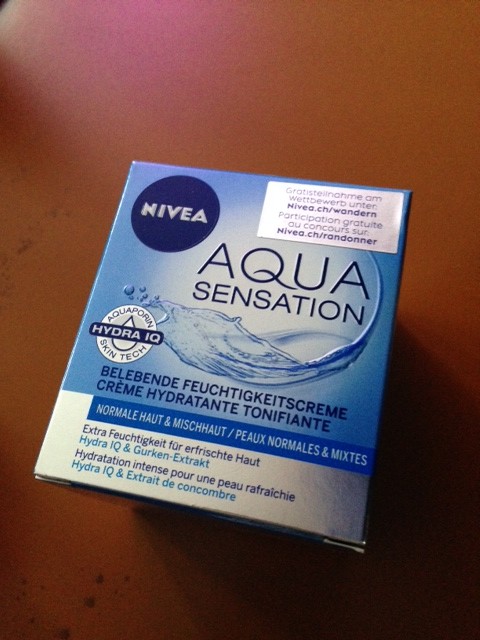 NIVEA
Gratisteilnahme am
Wettbewerb unter:
Nivea.ch/wandern
Participation gratuite
au concours sur:
Nivea.ch/randonner
AQUA
SENSATION
AQUAPORIN
HYDRA IQ
SKIN TECH
BELEBENDE FEUCHTIGKEITSCREME
CRÈME HYDRATANTE TONIFIANTE
NORMALE HAUT & MISCHHAUT / PEAUX NORMALES & MIXTES
Extra Feuchtigkeit für erfrischte Haut
Hydra IQ & Gurken-Extrakt
Hydratation intense pour une peau rafraîchie
Hydra IQ & Extrait de concombre